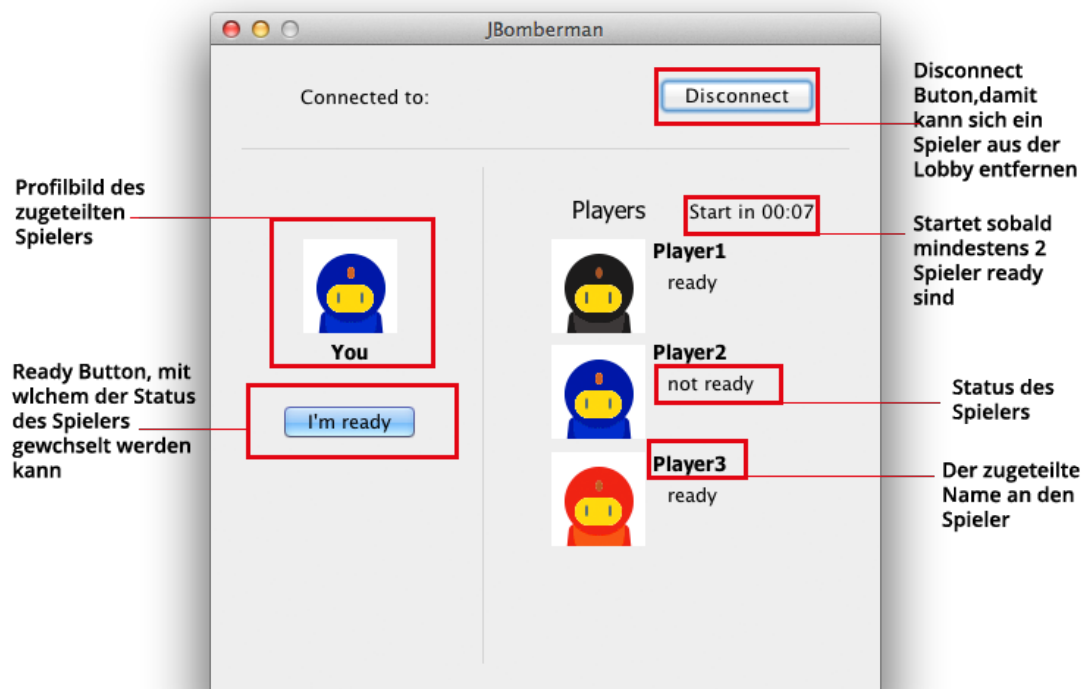 JBomberman
Connected to:
Disconnect
Disconnect
Buton,damit
kann sich ein
Spieler aus der
Lobby entfernen
Profilbild des
zugeteilten
Spielers
You
Ready Button, mit
wlchem der Status
des Spielers
gewchselt werden
kann
I'm ready
Players
Start in 00:07
Startet sobald
mindestens 2
Spieler ready
sind
Player1
ready
Player2
not ready
Status des
Spielers
Player3
ready
Der zugeteilte
Name an den
Spieler